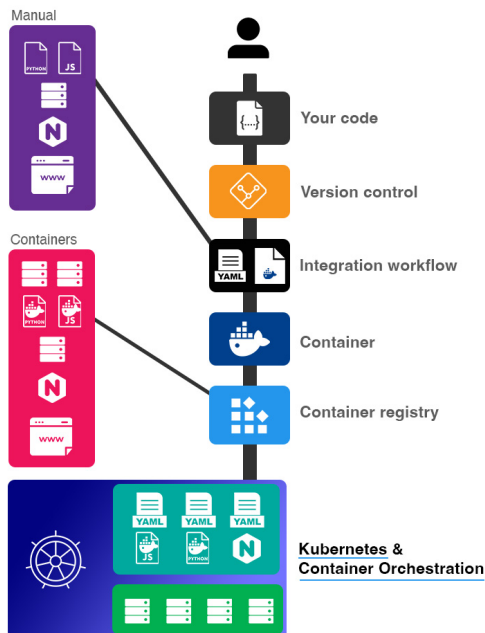 Manual
PYTHON
JS
N
WWW
Containers
PYTHON
JS
N
WWW
{....}
Your code
Version control
YAML
Integration workflow
Container
Container registry
YAML
YAML
YAML
JS
PYTHON
N
Kubernetes &
Container Orchestration